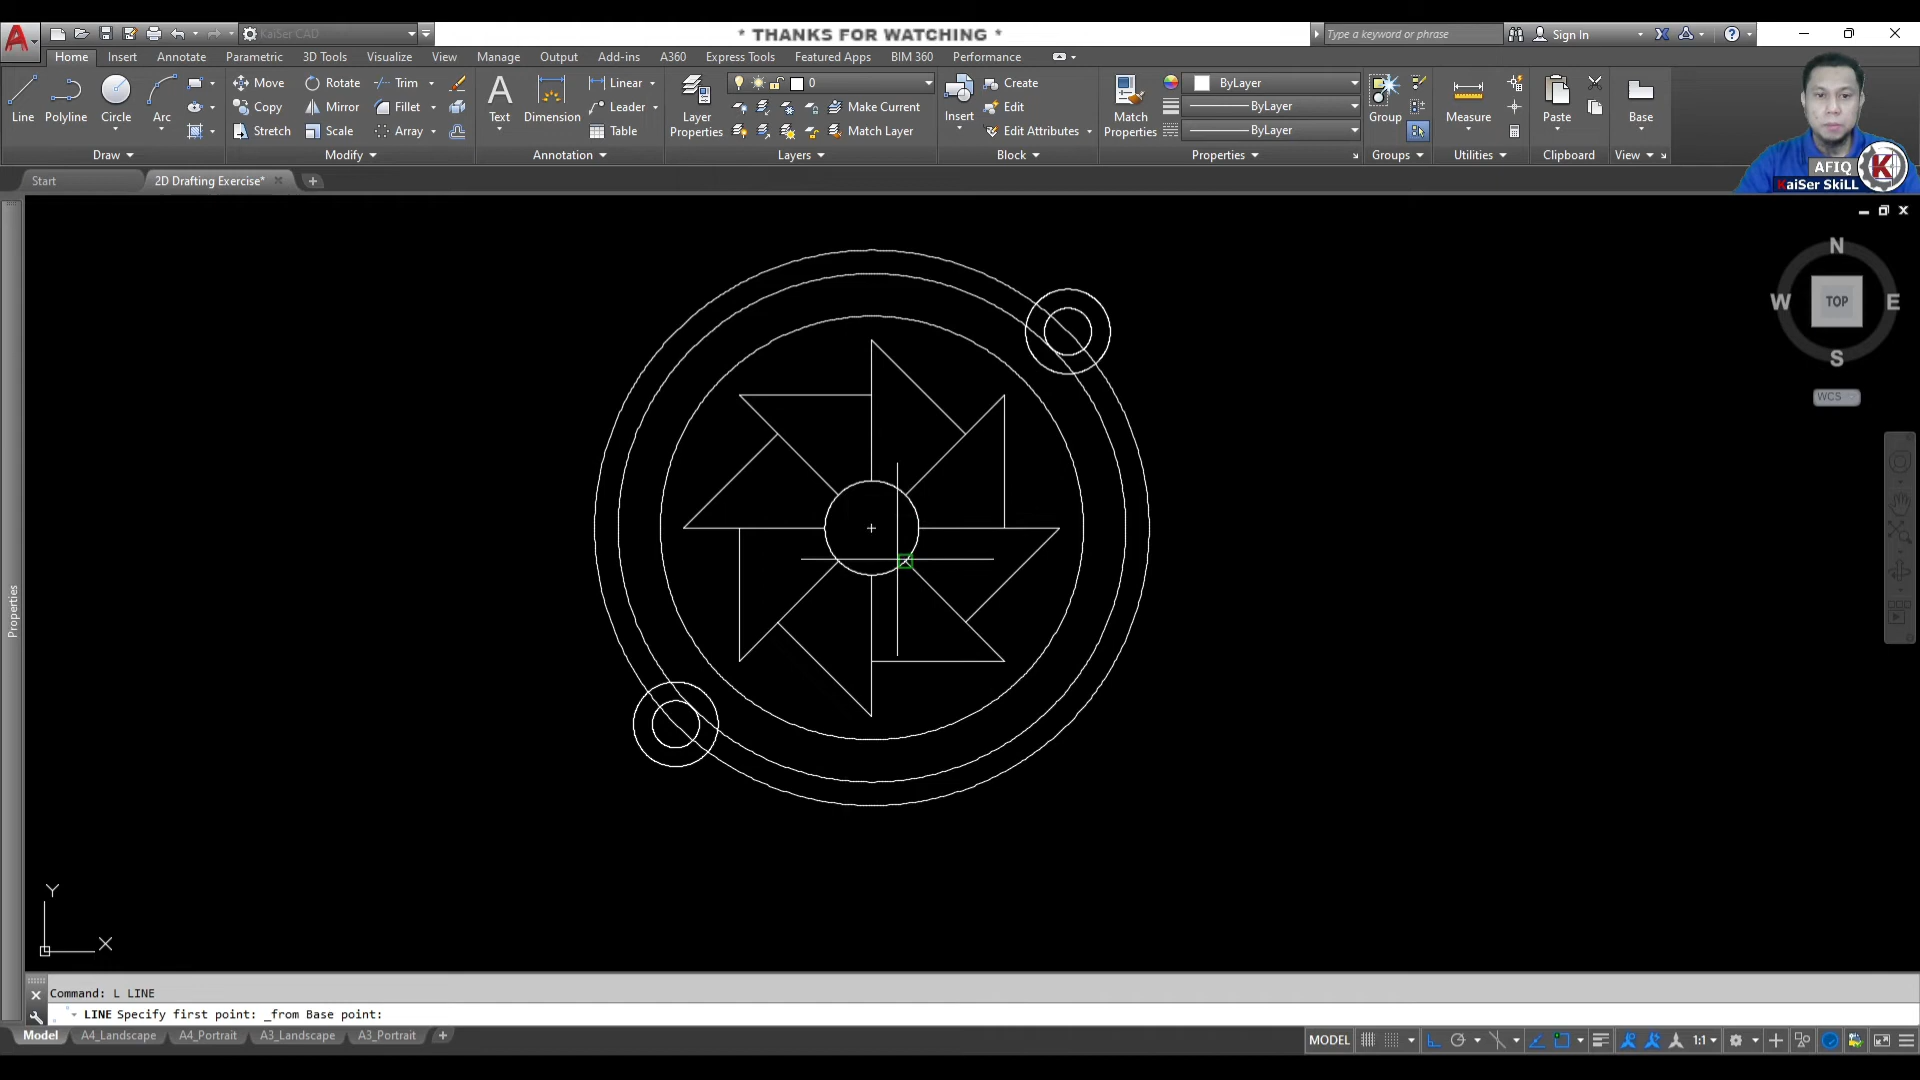 KaiSer CAD
* THANKS FOR WATCHING *
Type a keyword or phrase
Sign In
Home
Insert
Annotate
Parametric
3D Tools
Visualize
View
Manage
Output
Add-ins
A360
Express Tools
Featured Apps
BIM 360
Performance
Line
Polyline
Circle
Arc
Move
Rotate
Trim
Copy
Mirror
Fillet
Stretch
Scale
Array
Text
Dimension
Linear
Leader
Table
Layer
Properties
0
Make Current
Match Layer
Insert
Create
Edit
Edit Attributes
Match
Properties
ByLayer
ByLayer
ByLayer
Group
Measure
Paste
Base
Draw
Modify
Annotation
Layers
Block
Properties
Groups
Utilities
Clipboard
View
AFIQ
KaiSer SkiLL
K
Start
2D Drafting Exercise*
N
W
TOP
E
S
WCS
Properties
Y
X
Command: L LINE
LINE Specify first point: _from Base point:
Model
A4_Landscape
A4_Portrait
A3_Landscape
A3_Portrait
MODEL
1:1